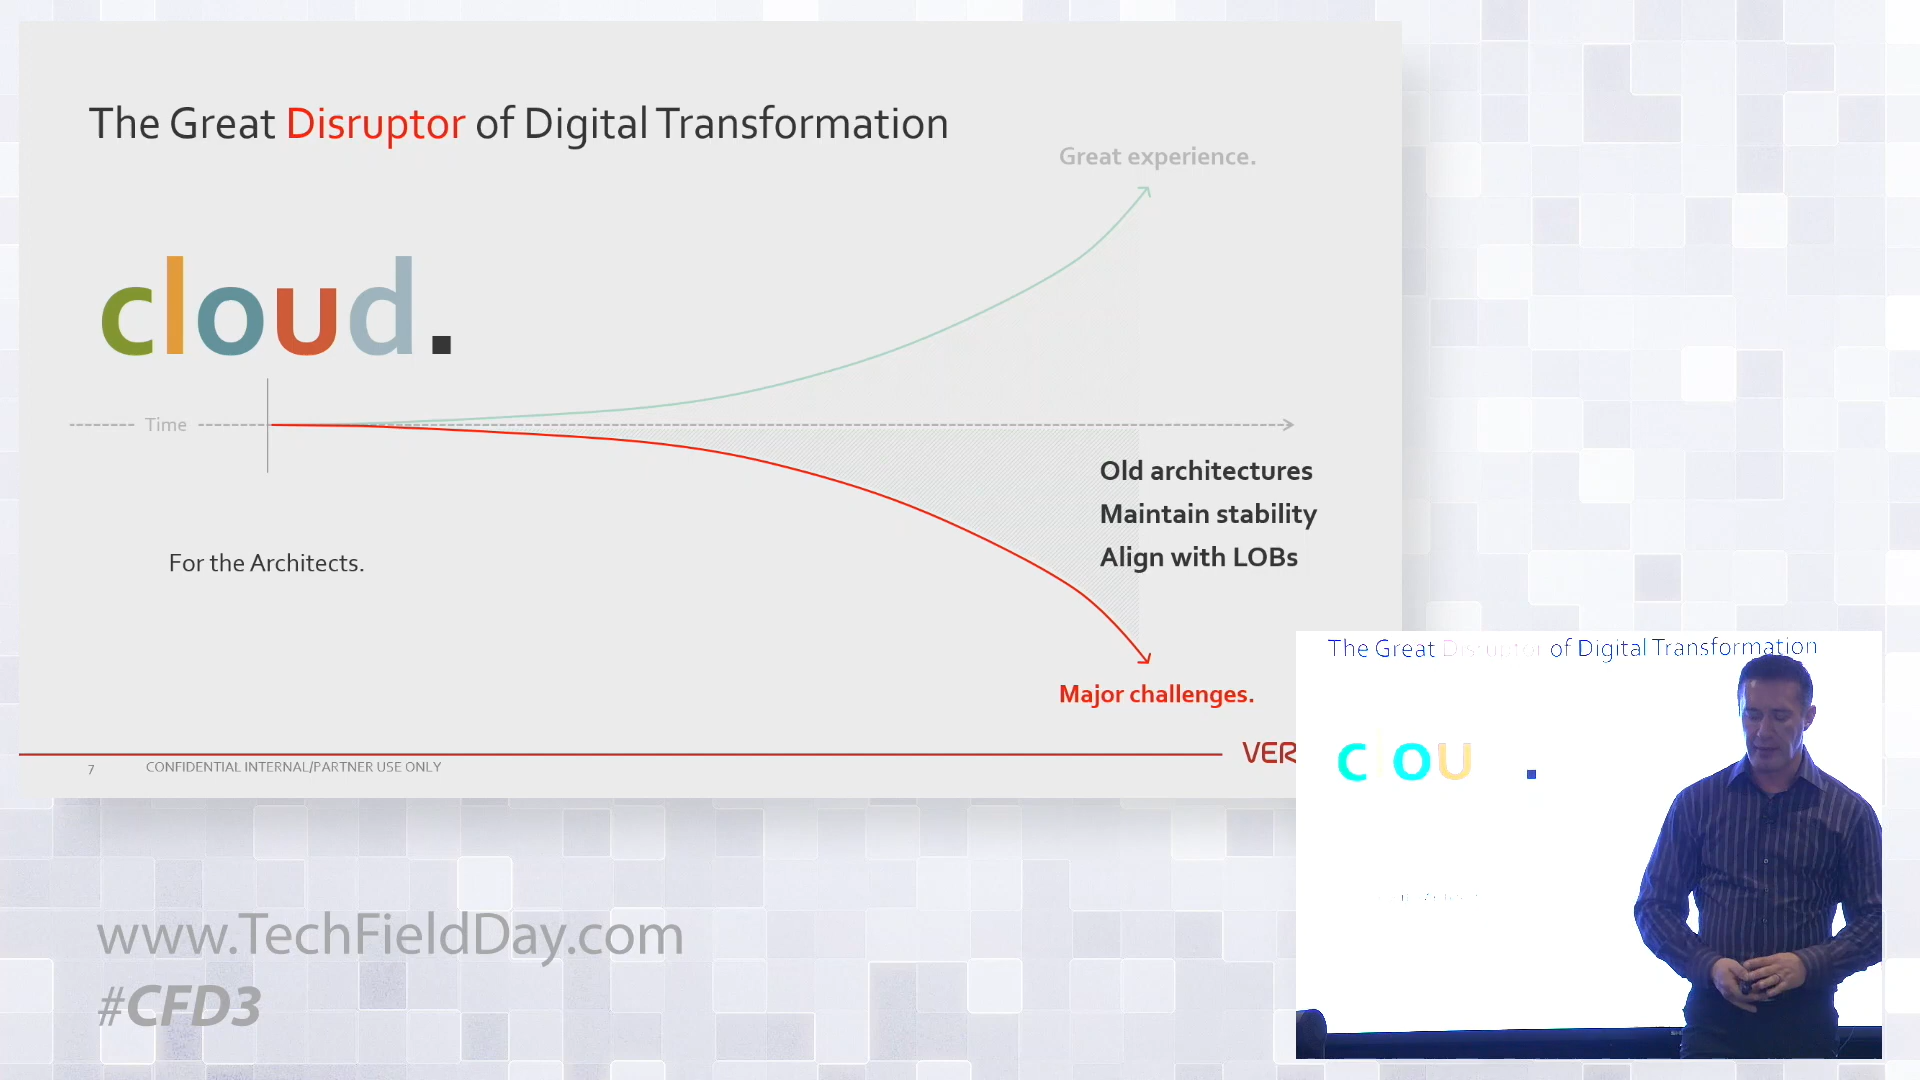 The Great Disruptor of Digital Transformation
Great experience.
cloud.
Time
Old architectures
Maintain stability
Align with LOBs
For the Architects.
Major challenges.
7
CONFIDENTIAL INTERNAL/PARTNER USE ONLY
VER
The Great Disruptor of Digital Transformation
clou .
www.TechFieldDay.com
#CFD3